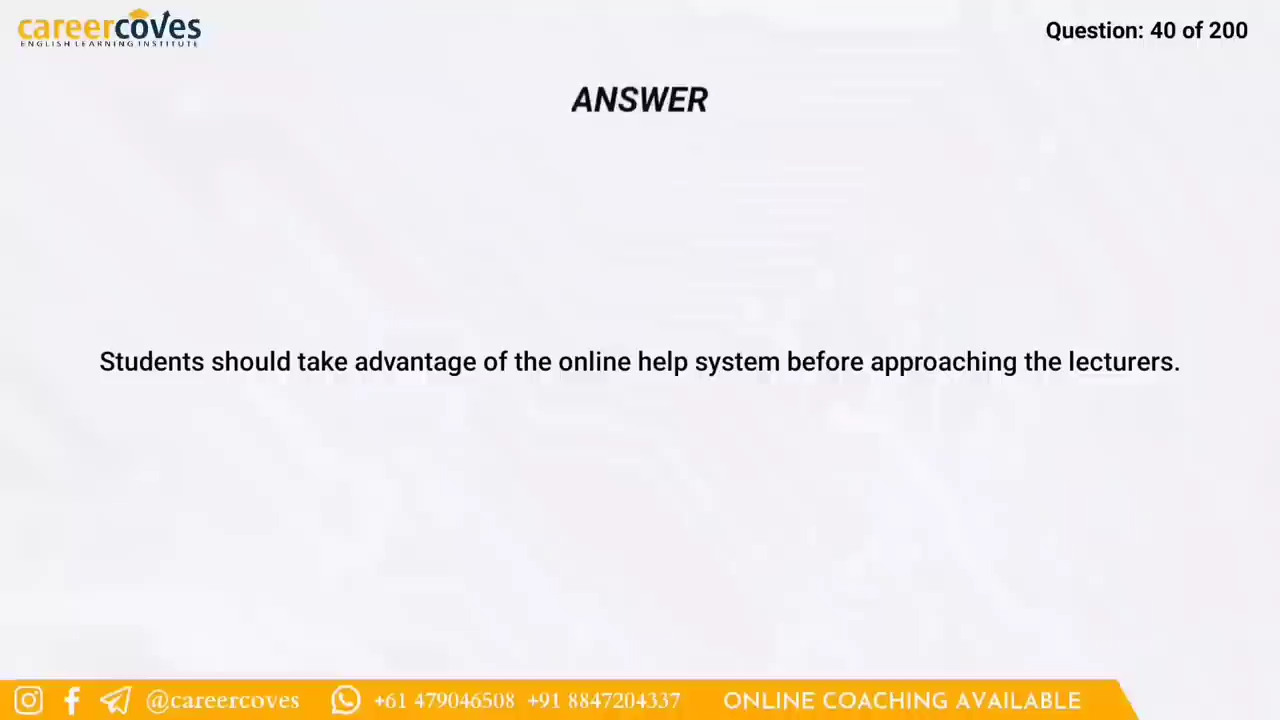 careercoves
ENGLISH LEARNING INSTITUTE
Question: 40 of 200
ANSWER
Students should take advantage of the online help system before approaching the lecturers.
@careercoves +61 479046508 +91 8847204337 ONLINE COACHING AVAILABLE